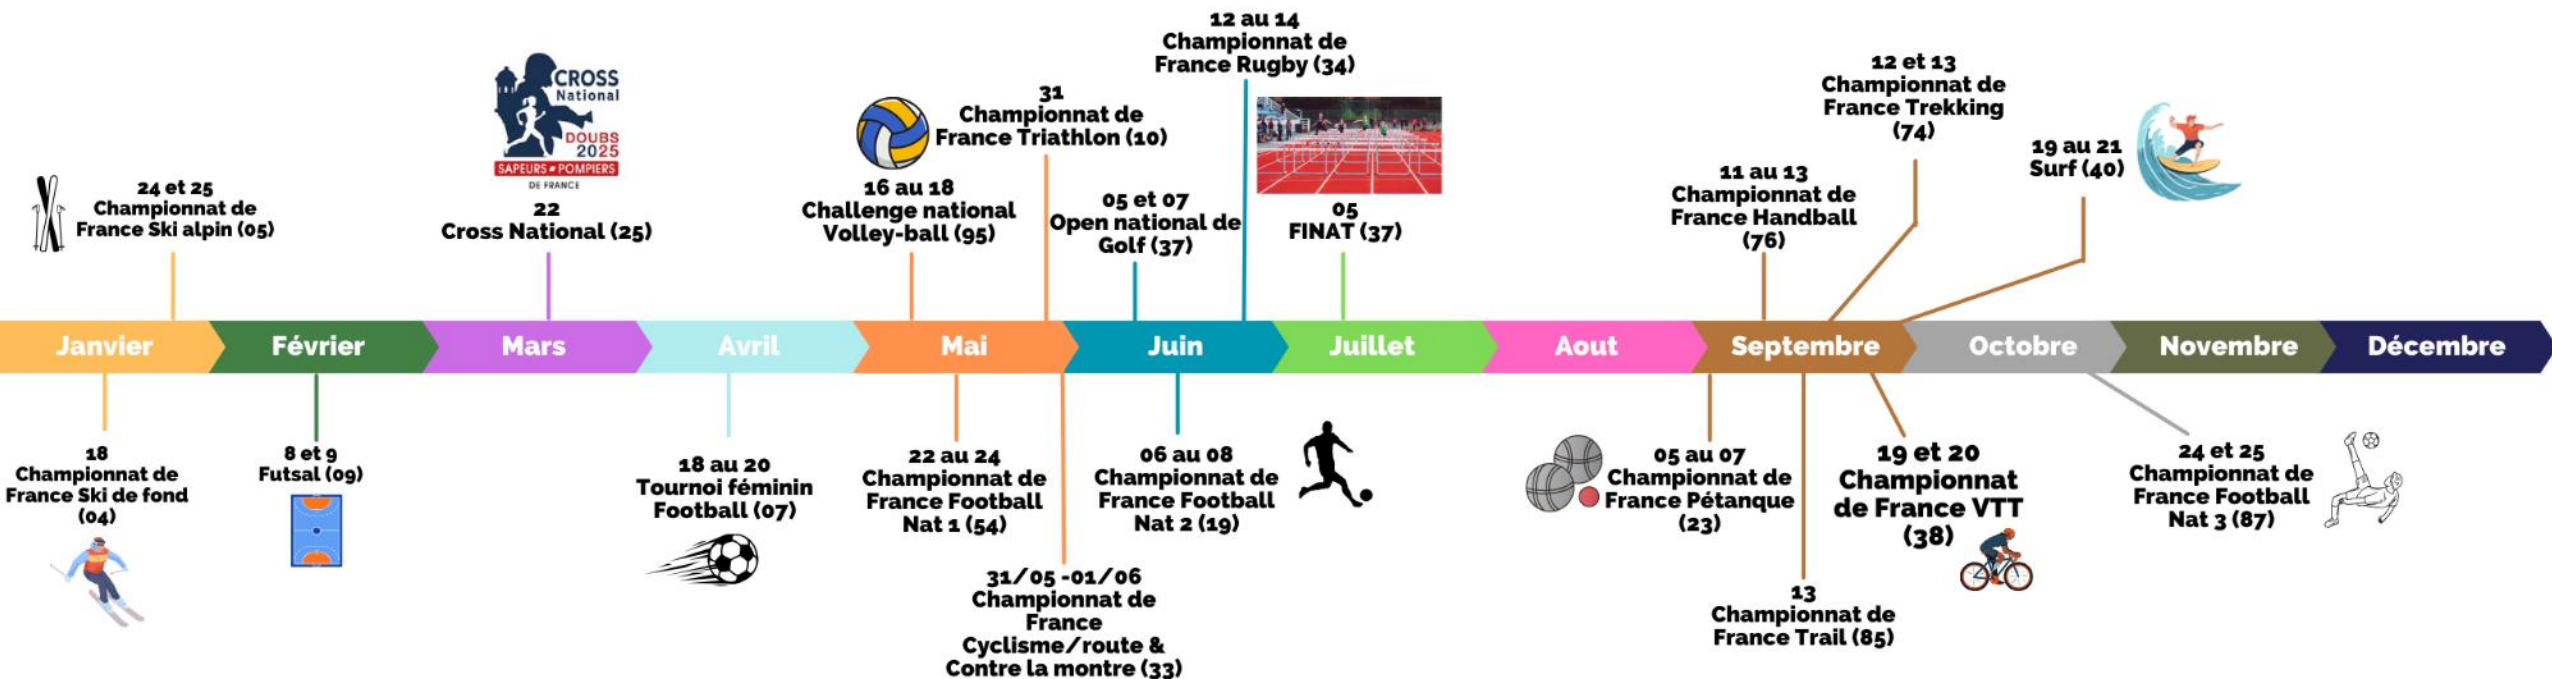 12 au 14
Championnat de
France Rugby (34)
CROSS
National
DOUBS
2025
SAPEURS-POMPIERS
DE FRANCE
31
Championnat de
France Triathlon (10)
12 et 13
Championnat de
France Trekking
(74)
19 au 21
Surf (40)
24 et 25
Championnat de
France Ski alpin (05)
22
Cross National (25)
16 au 18
Challenge national
Volley-ball (95)
05 et 07
Open national de
Golf (37)
05
FINAT (37)
11 au 13
Championnat de
France Handball
(76)
Janvier
Février
Mars
Avril
Mai
Juin
Juillet
Aout
Septembre
Octobre
Novembre
Décembre
18
Championnat de
France Ski de fond
(04)
8 et 9
Futsal (09)
18 au 20
Tournoi féminin
Football (07)
22 au 24
Championnat de
France Football
Nat 1 (54)
31/05 -01/06
Championnat de
France
Cyclisme/route &
Contre la montre (33)
06 au 08
Championnat de
France Football
Nat 2 (19)
05 au 07
Championnat de
France Pétanque
(23)
13
Championnat de
France Trail (85)
19 et 20
Championnat
de France VTT
(38)
24 et 25
Championnat de
France Football
Nat 3 (87)